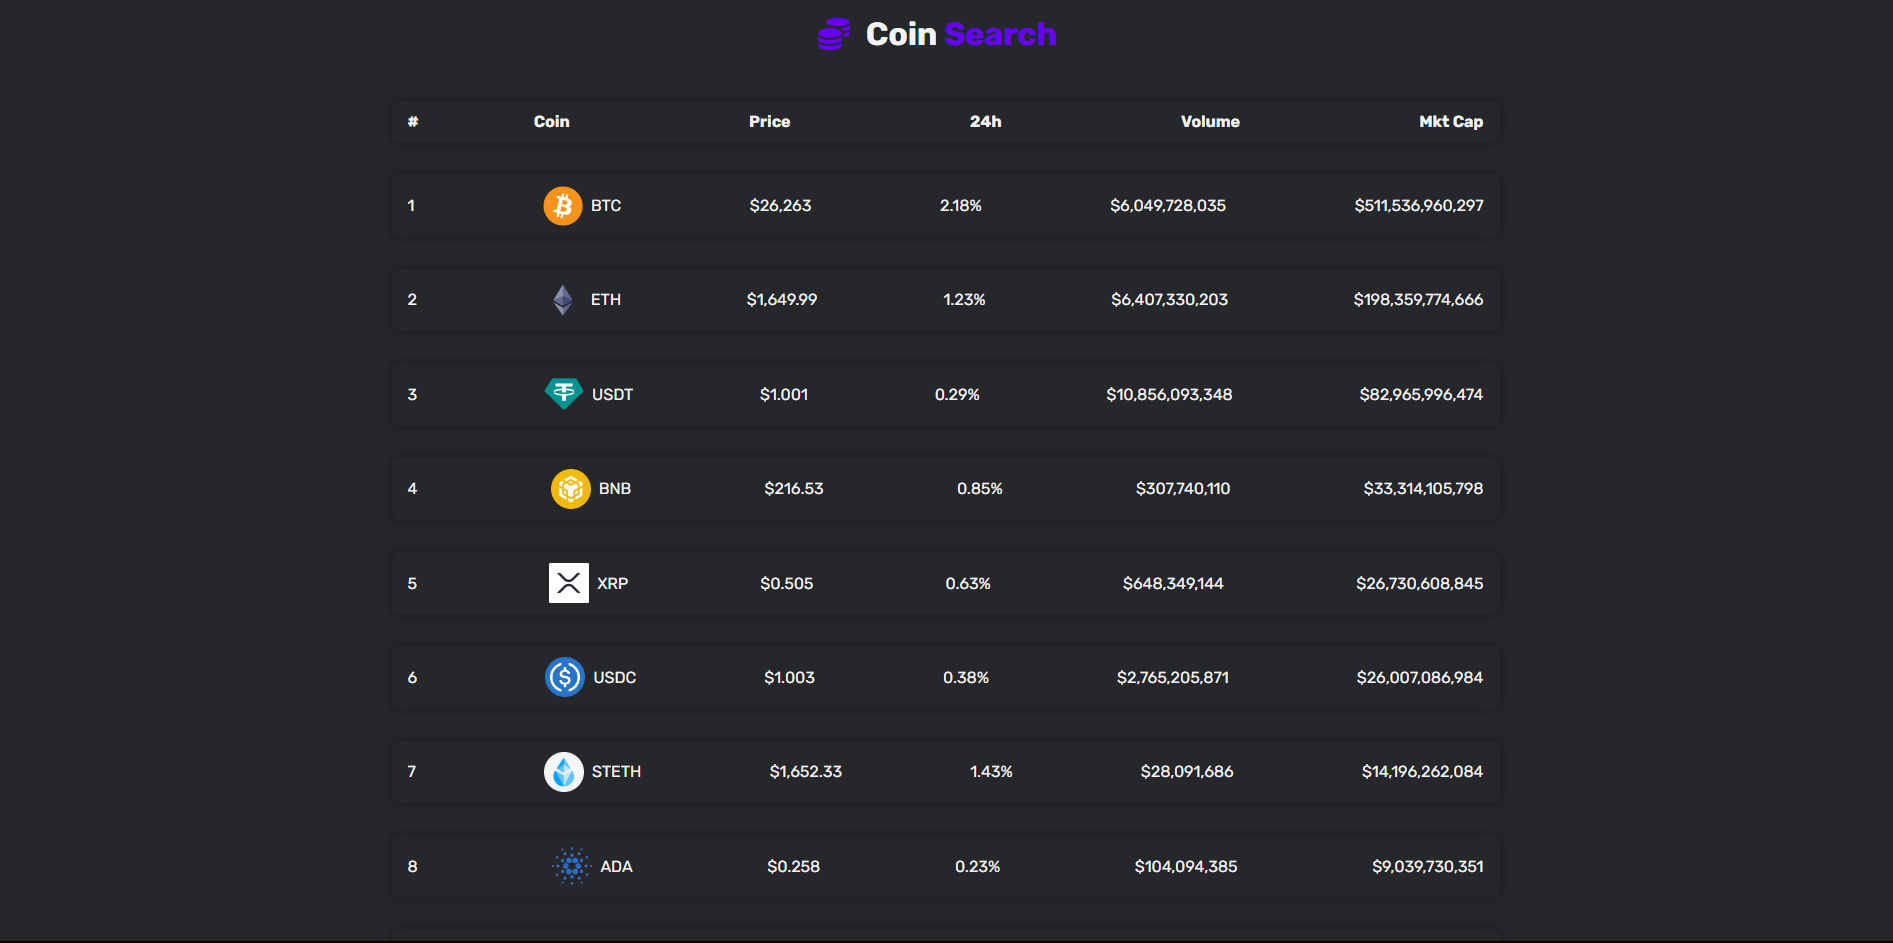 Coin Search
# Coin Price 24h Volume Mkt Cap
1 BTC $26,263 2.18% $6,049,728,035 $511,536,960,297
2 ETH $1,649.99 1.23% $6,407,330,203 $198,359,774,666
3 USDT $1.001 0.29% $10,856,093,348 $82,965,996,474
4 BNB $216.53 0.85% $307,740,110 $33,314,105,798
5 XRP $0.505 0.63% $648,349,144 $26,730,608,845
6 USDC $1.003 0.38% $2,765,205,871 $26,007,086,984
7 STETH $1,652.33 1.43% $28,091,686 $14,196,262,084
8 ADA $0.258 0.23% $104,094,385 $9,039,730,351